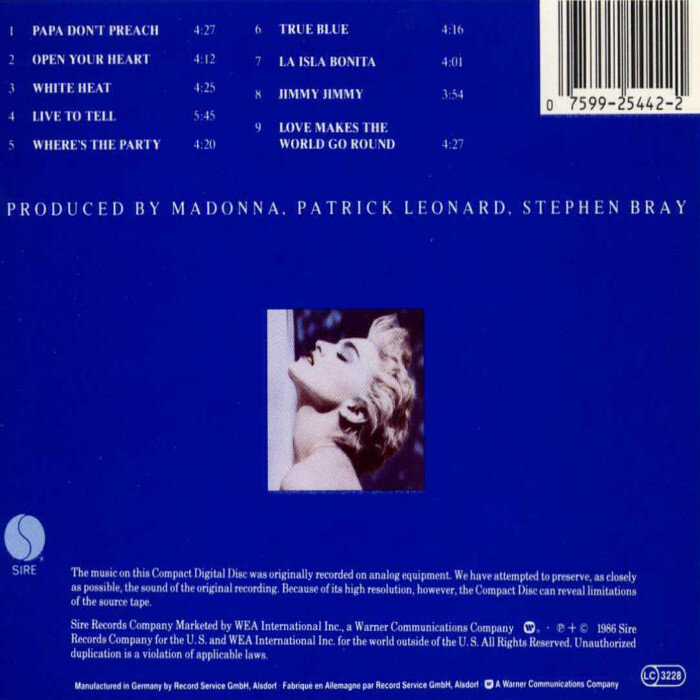 1 PAPA DON'T PREACH 4:27
2 OPEN YOUR HEART 4:12
3 WHITE HEAT 4:25
4 LIVE TO TELL 5:45
5 WHERE'S THE PARTY 4:20
6 TRUE BLUE 4:16
7 LA ISLA BONITA 4:01
8 JIMMY JIMMY 3:54
9 LOVE MAKES THE
WORLD GO ROUND 4:27
0 7599-25442-2
PRODUCED BY MADONNA, PATRICK LEONARD, STEPHEN BRAY
SIRE
The music on this Compact Digital Disc was originally recorded on analog equipment. We have attempted to preserve, as closely
as possible, the sound of the original recording. Because of its high resolution, however, the Compact Disc can reveal limitations
of the source tape.
Sire Records Company Marketed by WEA International Inc., a Warner Communications Company W. · ℗ + © 1986 Sire
Records Company for the U.S. and WEA International Inc. for the world outside of the U.S. All Rights Reserved. Unauthorized
duplication is a violation of applicable laws.
Manufactured in Germany by Record Service GmbH, Alsdorf Fabriqué en Allemagne par Record Service GmbH, Alsdorf W A Warner Communications Company
LC 3228